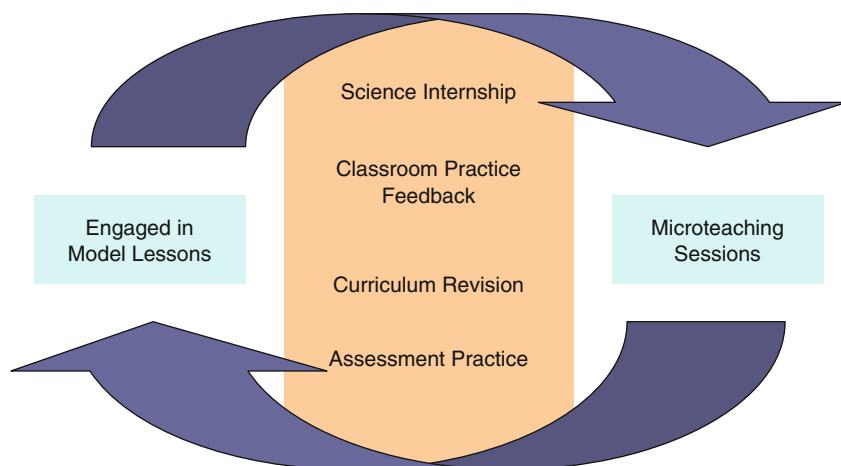 Science Internship
Classroom Practice
Feedback
Engaged in
Model Lessons
Microteaching
Sessions
Curriculum Revision
Assessment Practice